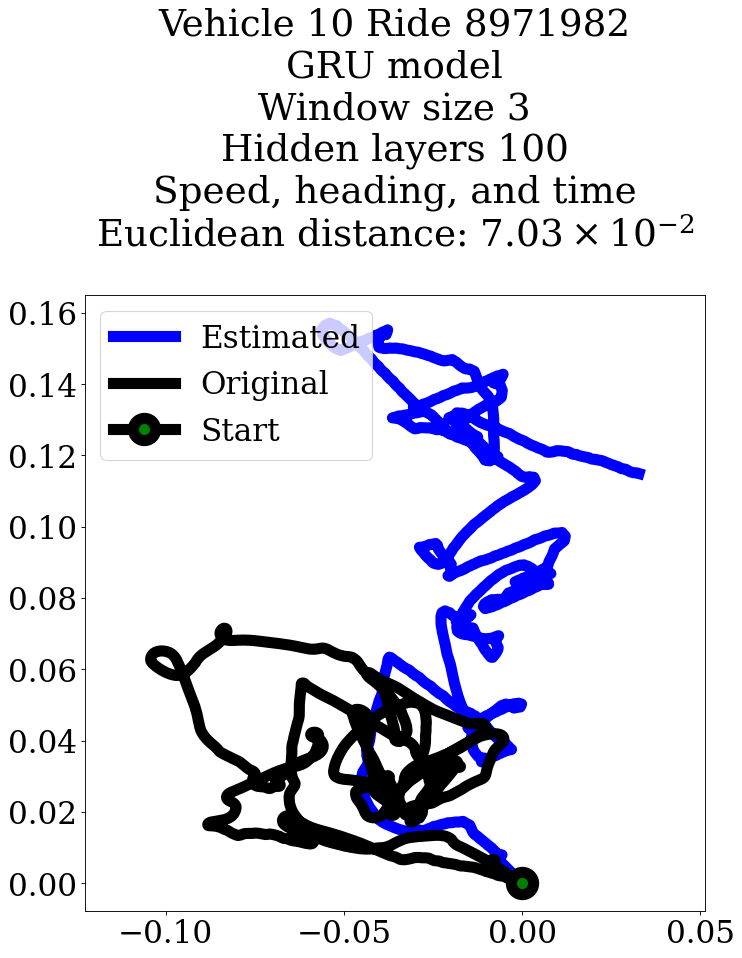 Vehicle 10 Ride 8971982
GRU model
Window size 3
Hidden layers 100
Speed, heading, and time
Euclidean distance: 7.03 × 10⁻²
0.16
0.14
0.12
0.10
0.08
0.06
0.04
0.02
0.00
Estimated
Original
Start
−0.10 −0.05 0.00 0.05